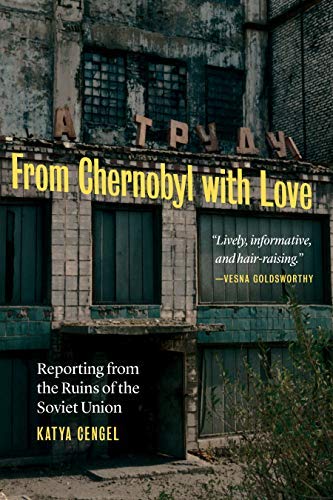 А ТРУДУ!
From Chernobyl with Love
“Lively, informative,
and hair-raising.”
—VESNA GOLDSWORTHY
Reporting from
the Ruins of the
Soviet Union
KATYA CENGEL